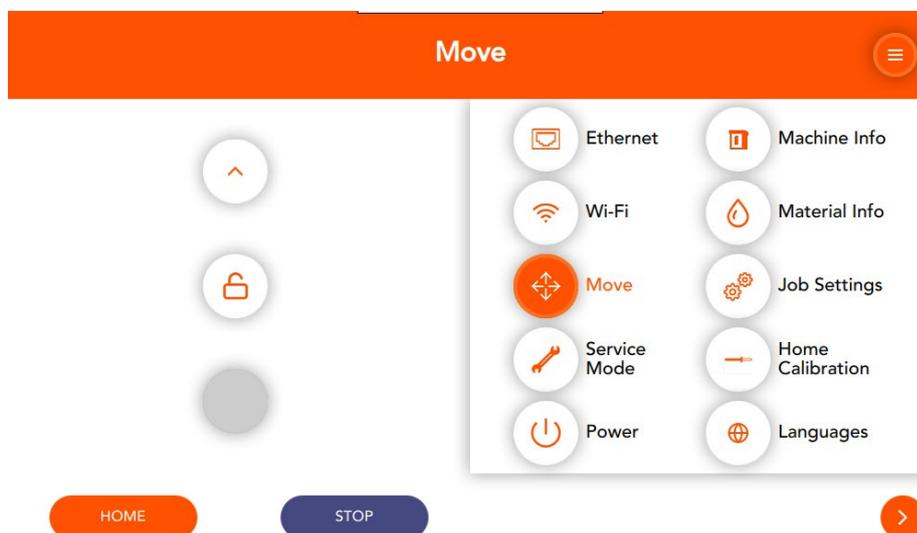 Move
Ethernet
Machine Info
Wi-Fi
Material Info
Move
Job Settings
Service
Mode
Home
Calibration
Power
Languages
HOME
STOP